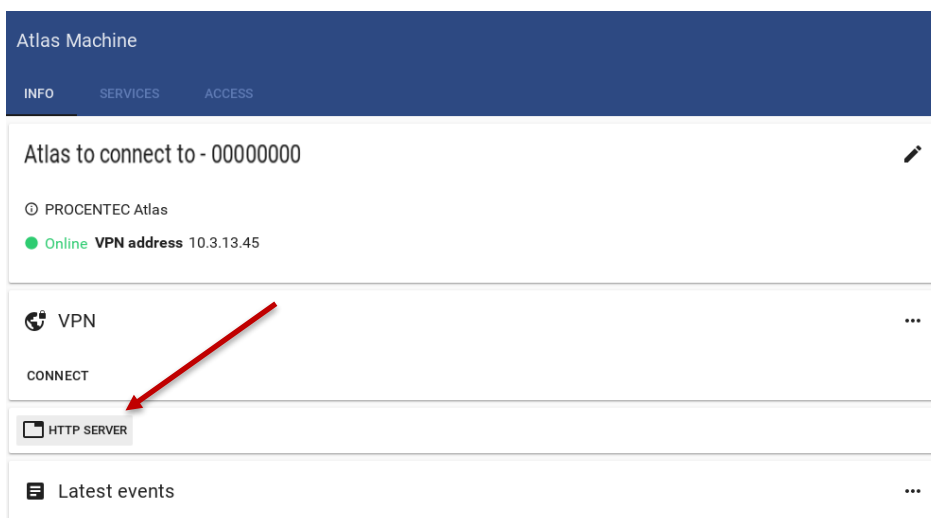 Atlas Machine
INFO SERVICES ACCESS
Atlas to connect to - 00000000
PROCENTEC Atlas
Online VPN address 10.3.13.45
VPN
CONNECT
HTTP SERVER
Latest events